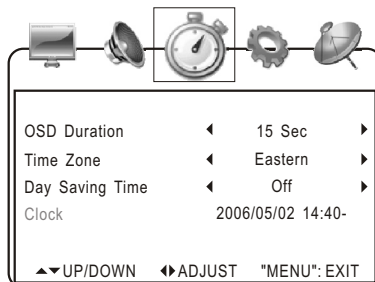 OSD Duration ◀ 15 Sec ▶
Time Zone ◀ Eastern ▶
Day Saving Time ◀ Off ▶
Clock 2006/05/02 14:40-
▲▼UP/DOWN ◀▶ADJUST "MENU": EXIT